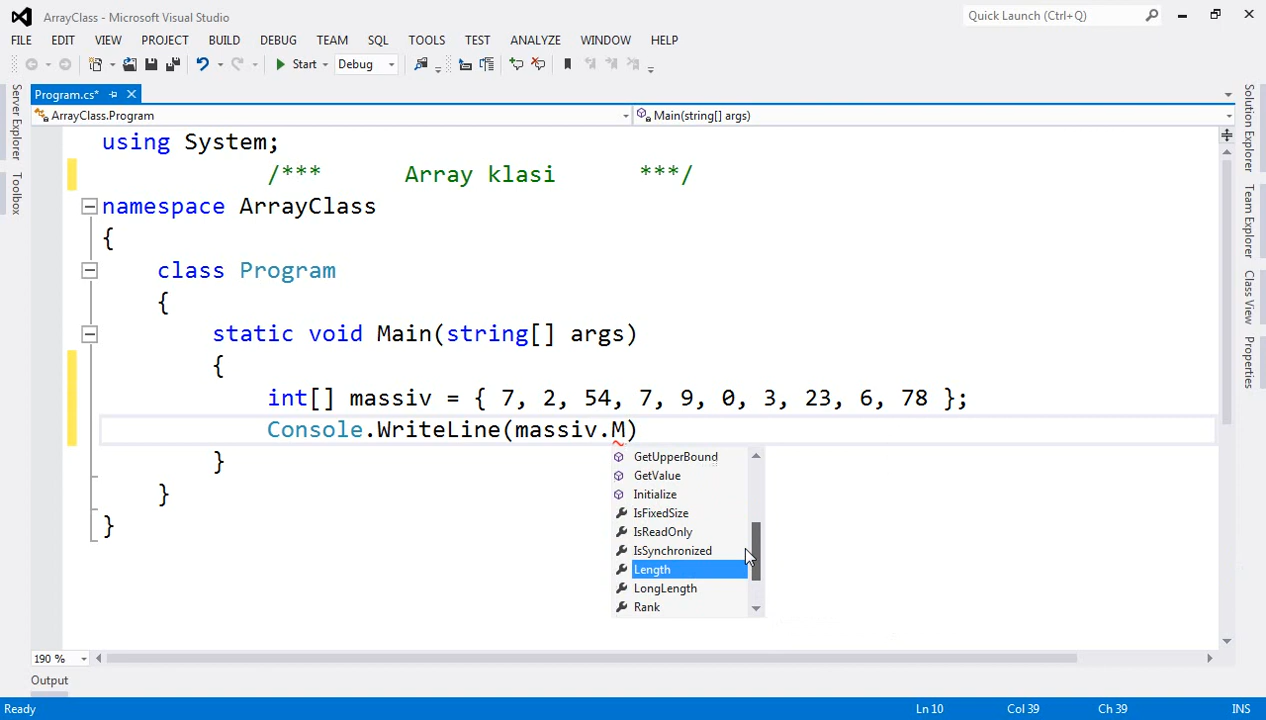 ArrayClass - Microsoft Visual Studio
Quick Launch (Ctrl+Q)
FILE EDIT VIEW PROJECT BUILD DEBUG TEAM SQL TOOLS TEST ANALYZE WINDOW HELP
Start Debug
Program.cs*
ArrayClass.Program Main(string[] args)
Server Explorer
Toolbox
using System;
/*** Array klasi ***/
namespace ArrayClass
{
class Program
{
static void Main(string[] args)
{
int[] massiv = { 7, 2, 54, 7, 9, 0, 3, 23, 6, 78 };
Console.WriteLine(massiv.M)
}
}
}
GetUpperBound
GetValue
Initialize
IsFixedSize
IsReadOnly
IsSynchronized
Length
LongLength
Rank
Solution Explorer
Team Explorer
Class View
Properties
190 %
Output
Ready Ln 10 Col 39 Ch 39 INS